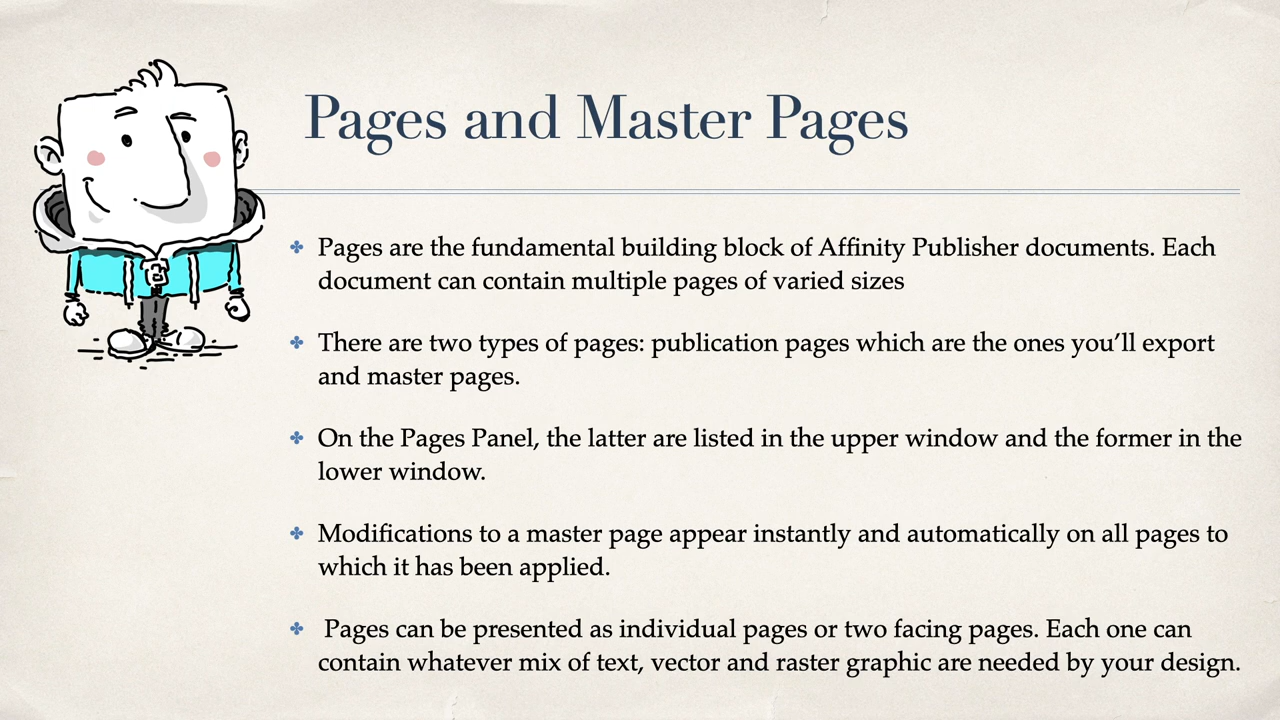 Pages and Master Pages
Pages are the fundamental building block of Affinity Publisher documents. Each
document can contain multiple pages of varied sizes
There are two types of pages: publication pages which are the ones you’ll export
and master pages.
On the Pages Panel, the latter are listed in the upper window and the former in the
lower window.
Modifications to a master page appear instantly and automatically on all pages to
which it has been applied.
Pages can be presented as individual pages or two facing pages. Each one can
contain whatever mix of text, vector and raster graphic are needed by your design.